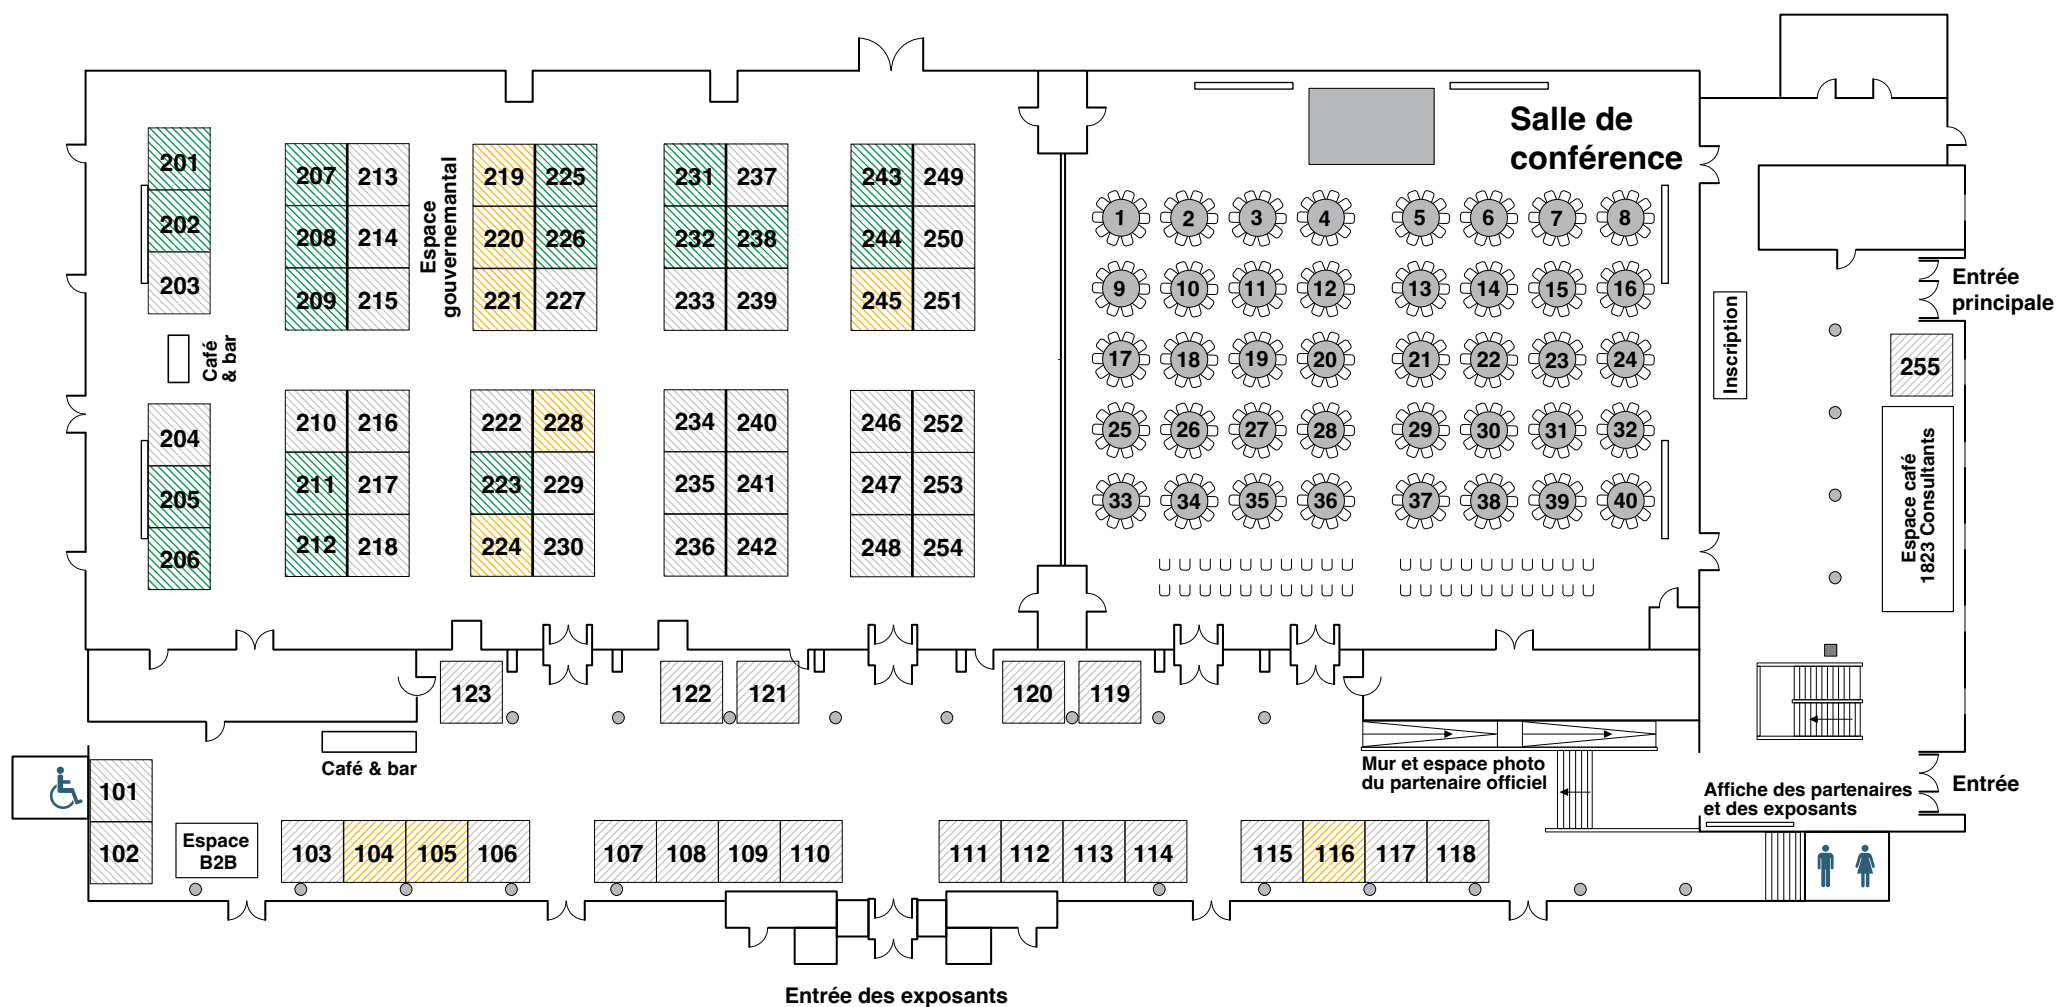 Salle de
conférence
201
202
203
207 213
208 214
209 215
Espace
gouvernemantal
219 225
220 226
221 227
231 237
232 238
233 239
243 249
244 250
245 251
1 2 3 4 5 6 7 8
9 10 11 12 13 14 15 16
17 18 19 20 21 22 23 24
25 26 27 28 29 30 31 32
33 34 35 36 37 38 39 40
Inscription
Entrée
principale
255
Espace café
1823 Consultants
Café
& bar
204
205
206
210 216
211 217
212 218
222 228
223 229
224 230
234 240
235 241
236 242
246 252
247 253
248 254
123 122 121 120 119
Café & bar
Mur et espace photo
du partenaire officiel
Affiche des partenaires
et des exposants
Entrée
101
102
Espace
B2B
103 104 105 106 107 108 109 110 111 112 113 114 115 116 117 118
Entrée des exposants